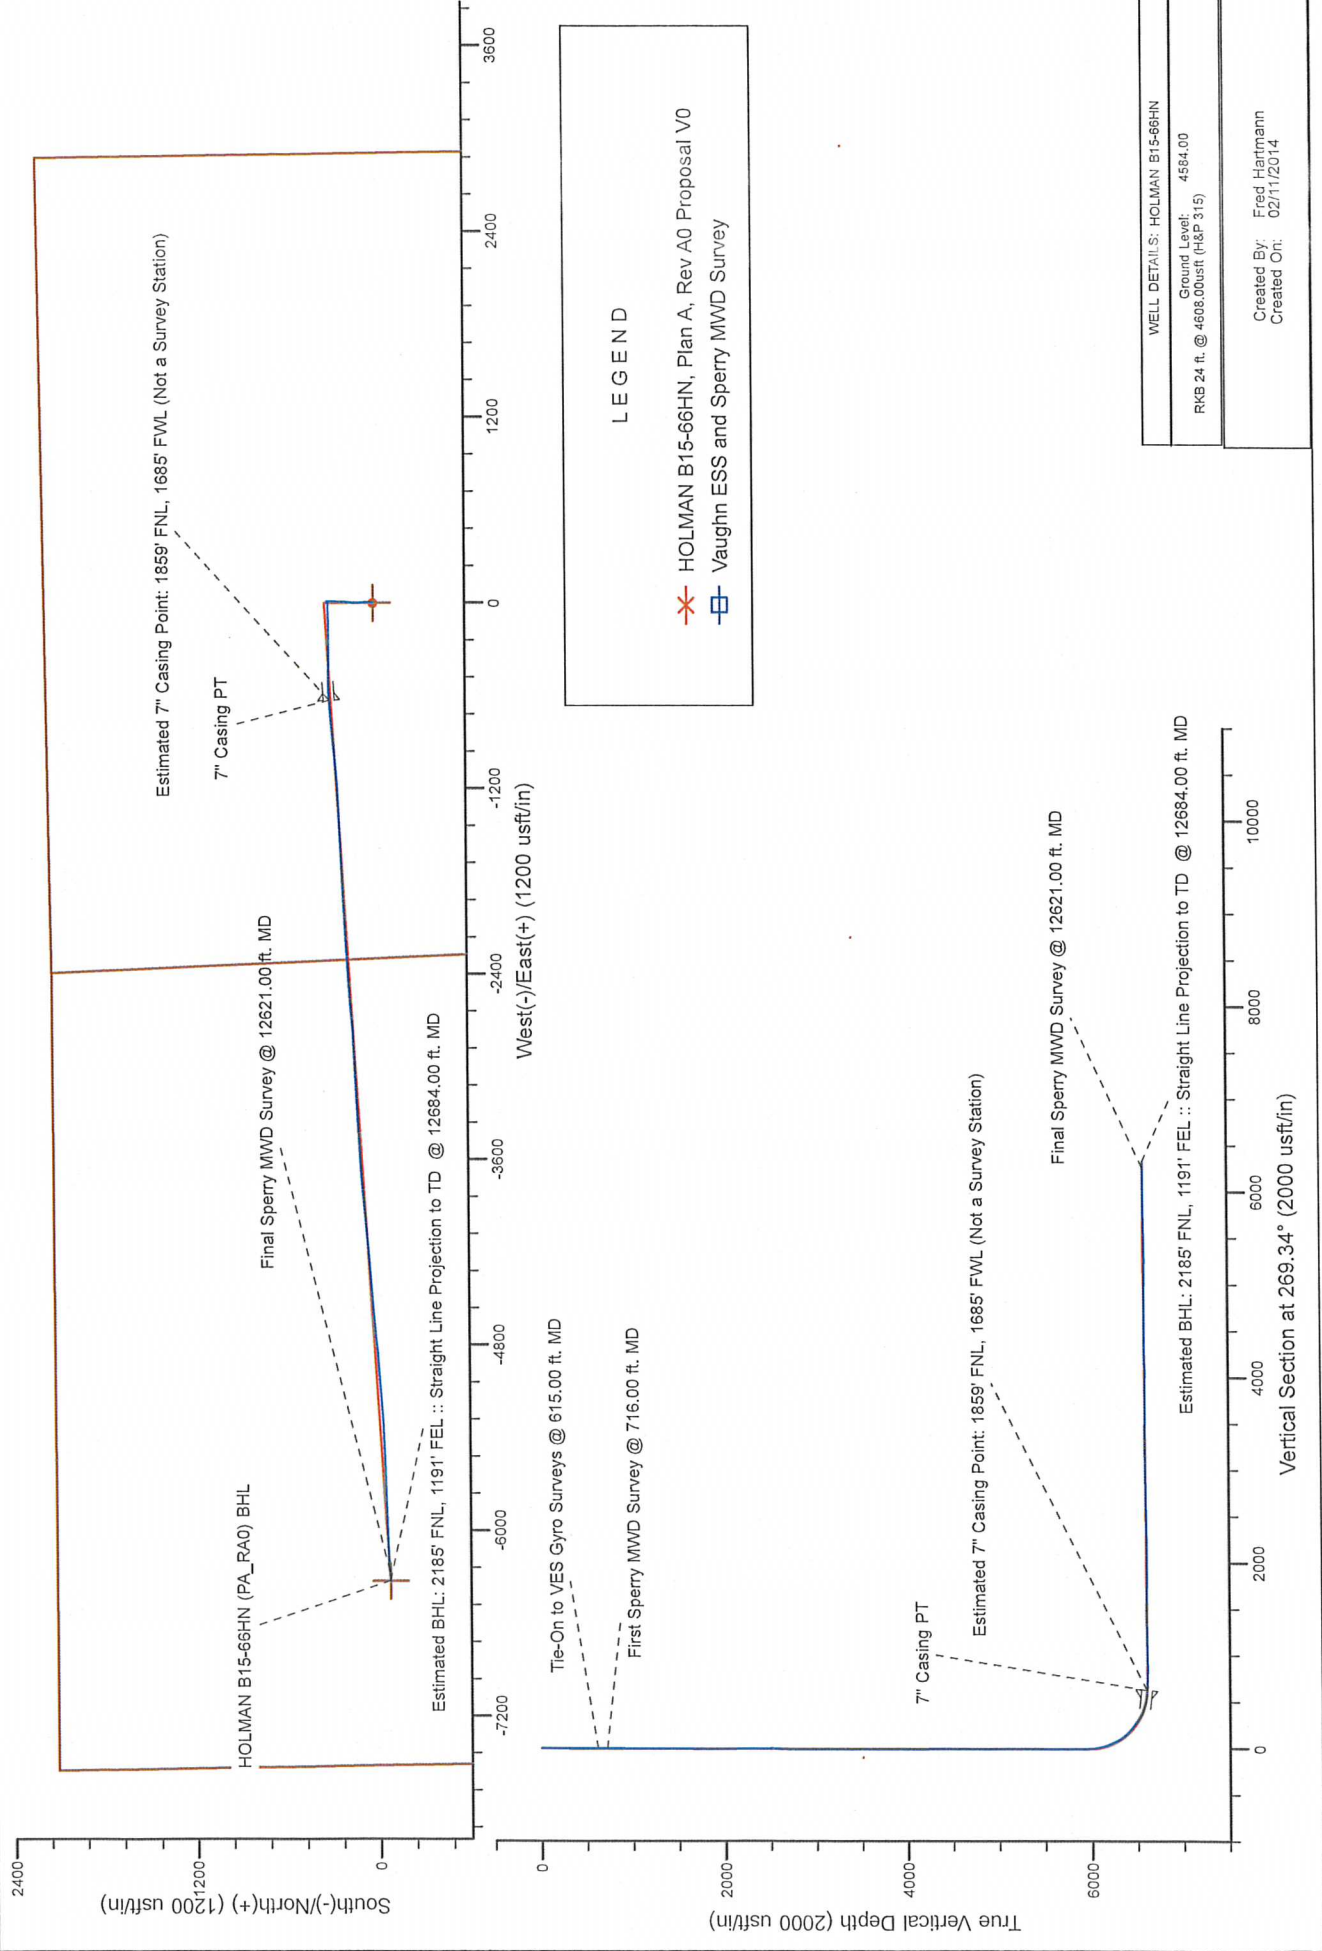 South(-)/North(+) (1200 usft/in)
2400
1200
0
HOLMAN B15-66HN (PA_RA0) BHL
Final Sperry MWD Survey @ 12621.00 ft. MD
Estimated BHL: 2185' FNL, 1191' FEL :: Straight Line Projection to TD @ 12684.00 ft. MD
7" Casing PT
Estimated 7" Casing Point: 1859' FNL, 1685' FWL (Not a Survey Station)
-7200
-6000
-4800
-3600
-2400
-1200
0
1200
2400
3600
West(-)/East(+) (1200 usft/in)
LEGEND
HOLMAN B15-66HN, Plan A, Rev A0 Proposal V0
Vaughn ESS and Sperry MWD Survey
True Vertical Depth (2000 usft/in)
0
2000
4000
6000
Tie-On to VES Gyro Surveys @ 615.00 ft. MD
First Sperry MWD Survey @ 716.00 ft. MD
7" Casing PT
Estimated 7" Casing Point: 1859' FNL, 1685' FWL (Not a Survey Station)
Final Sperry MWD Survey @ 12621.00 ft. MD
Estimated BHL: 2185' FNL, 1191' FEL :: Straight Line Projection to TD @ 12684.00 ft. MD
0
2000
4000
6000
8000
10000
Vertical Section at 269.34° (2000 usft/in)
WELL DETAILS: HOLMAN B15-66HN
Ground Level: 4584.00
RKB 24 ft. @ 4608.00usft (H&P 315)
Created By: Fred Hartmann
Created On: 02/11/2014